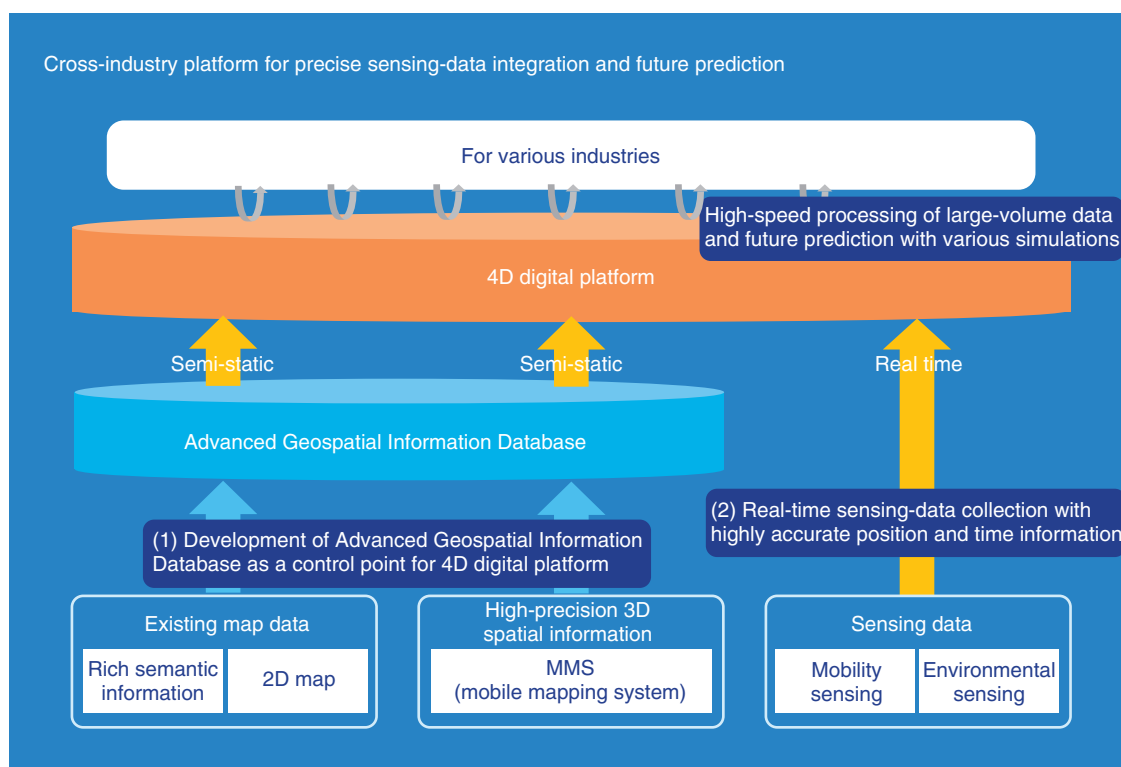 Cross-industry platform for precise sensing-data integration and future prediction
For various industries
High-speed processing of large-volume data
and future prediction with various simulations
4D digital platform
Semi-static
Semi-static
Real time
Advanced Geospatial Information Database
(1) Development of Advanced Geospatial Information
Database as a control point for 4D digital platform
(2) Real-time sensing-data collection with
highly accurate position and time information
Existing map data
Rich semantic
information
2D map
High-precision 3D
spatial information
MMS
(mobile mapping system)
Sensing data
Mobility
sensing
Environmental
sensing